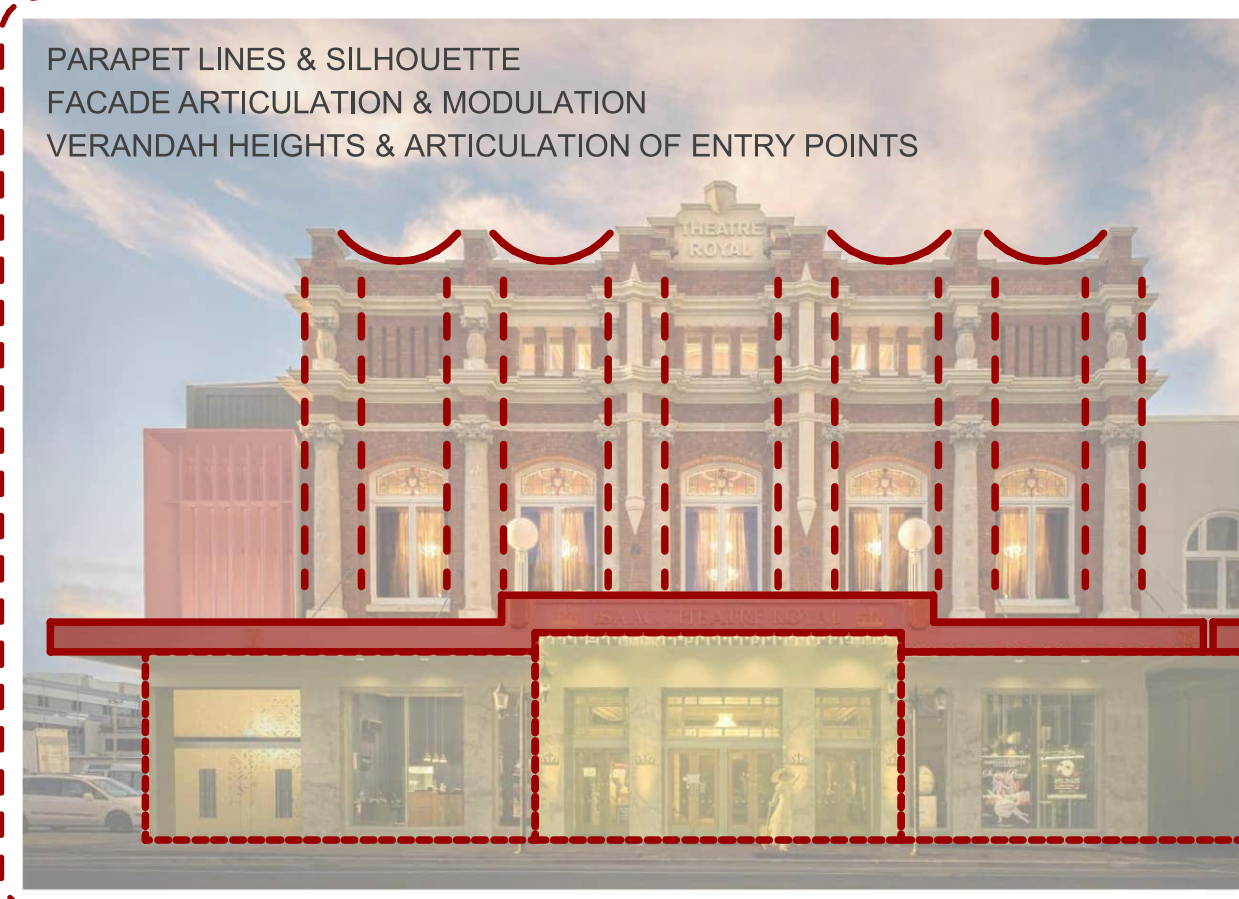 PARAPET LINES & SILHOUETTE
FACADE ARTICULATION & MODULATION
VERANDAH HEIGHTS & ARTICULATION OF ENTRY POINTS
THEATRE
ROYAL
ISAAC THEATRE ROYAL